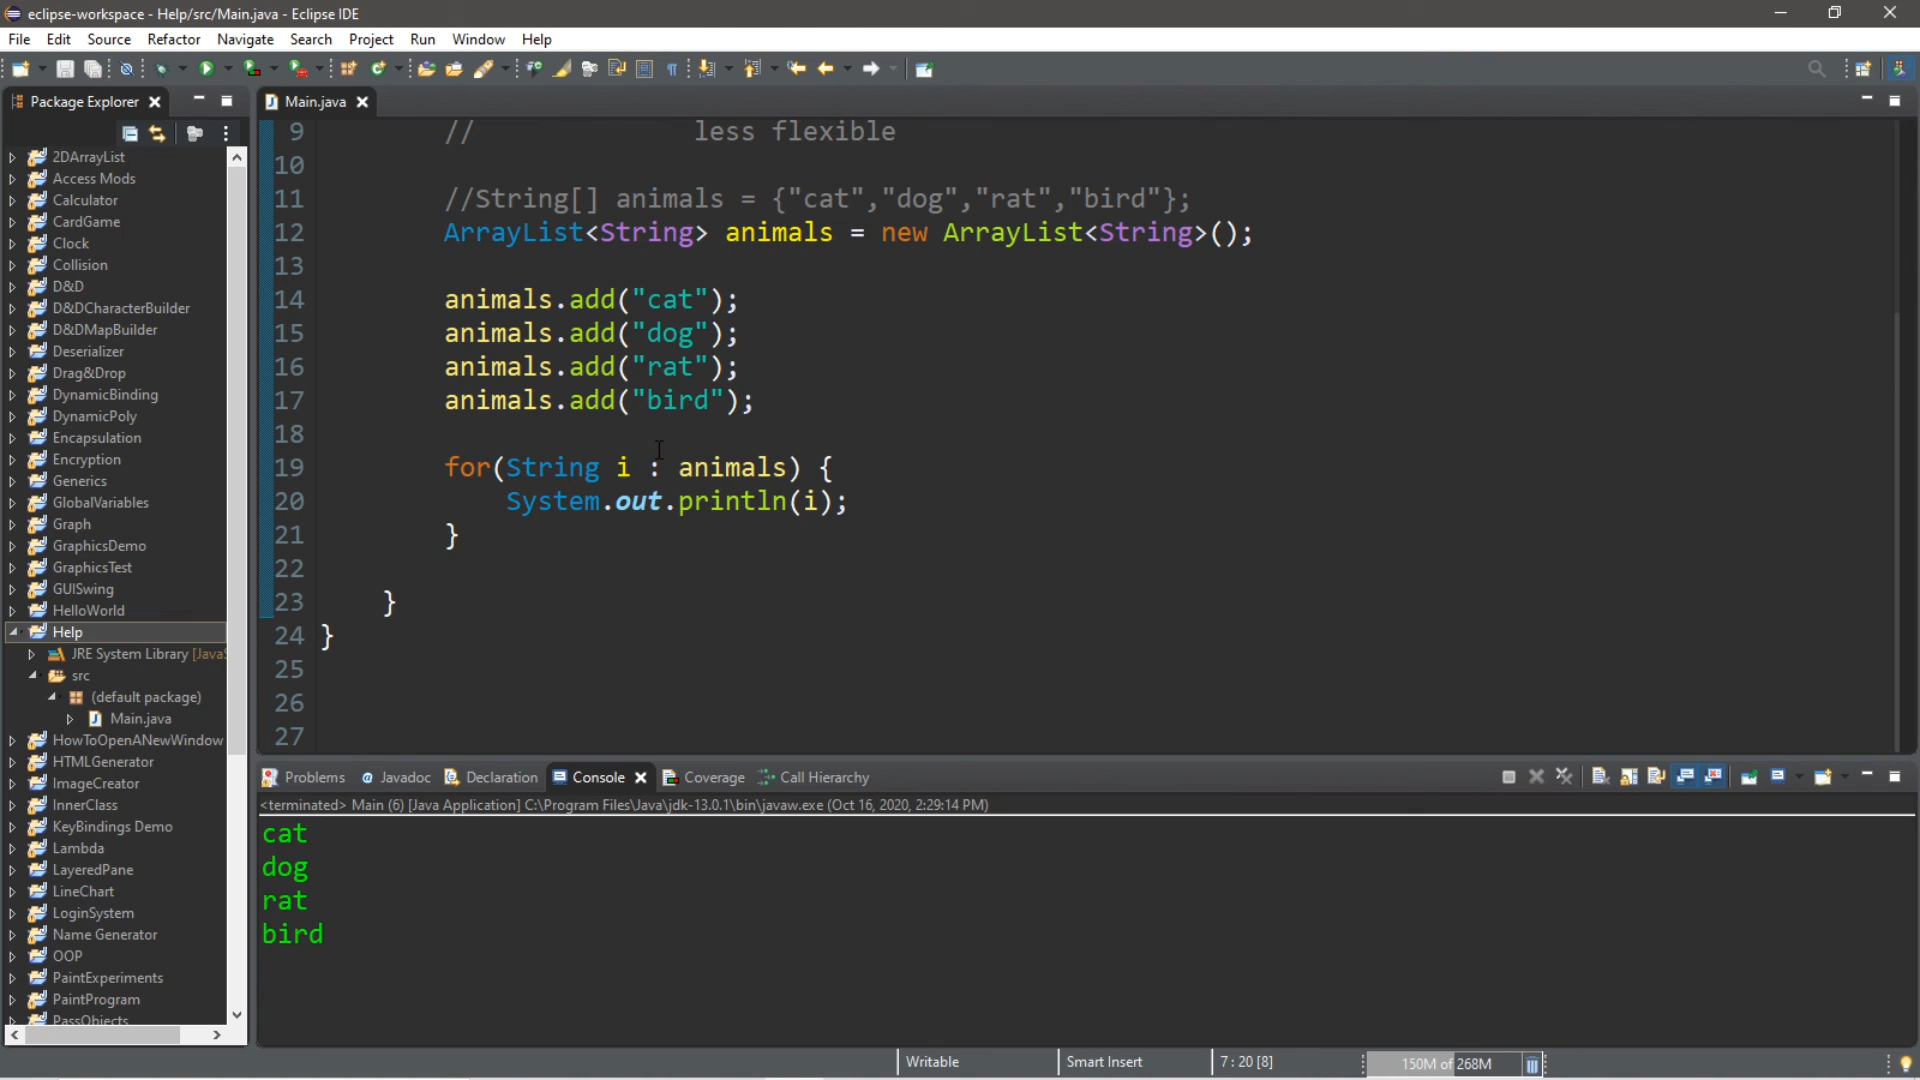 eclipse-workspace - Help/src/Main.java - Eclipse IDE
File Edit Source Refactor Navigate Search Project Run Window Help
Package Explorer
Main.java
2DArrayList
Access Mods
Calculator
CardGame
Clock
Collision
D&D
D&DCharacterBuilder
D&DMapBuilder
Deserializer
Drag&Drop
DynamicBinding
DynamicPoly
Encapsulation
Encryption
Generics
GlobalVariables
Graph
GraphicsDemo
GraphicsTest
GUISwing
HelloWorld
Help
JRE System Library [JavaS
src
(default package)
Main.java
HowToOpenANewWindow
HTMLGenerator
ImageCreator
InnerClass
KeyBindings Demo
Lambda
LayeredPane
LineChart
LoginSystem
Name Generator
OOP
PaintExperiments
PaintProgram
PassObjects
9 // less flexible
10
11 //String[] animals = {"cat","dog","rat","bird"};
12 ArrayList<String> animals = new ArrayList<String>();
13
14 animals.add("cat");
15 animals.add("dog");
16 animals.add("rat");
17 animals.add("bird");
18
19 for(String i : animals) {
20 System.out.println(i);
21 }
22
23 }
24 }
25
26
27
Problems Javadoc Declaration Console Coverage Call Hierarchy
<terminated> Main (6) [Java Application] C:\Program Files\Java\jdk-13.0.1\bin\javaw.exe (Oct 16, 2020, 2:29:14 PM)
cat
dog
rat
bird
Writable Smart Insert 7 : 20 [8] 150M of 268M